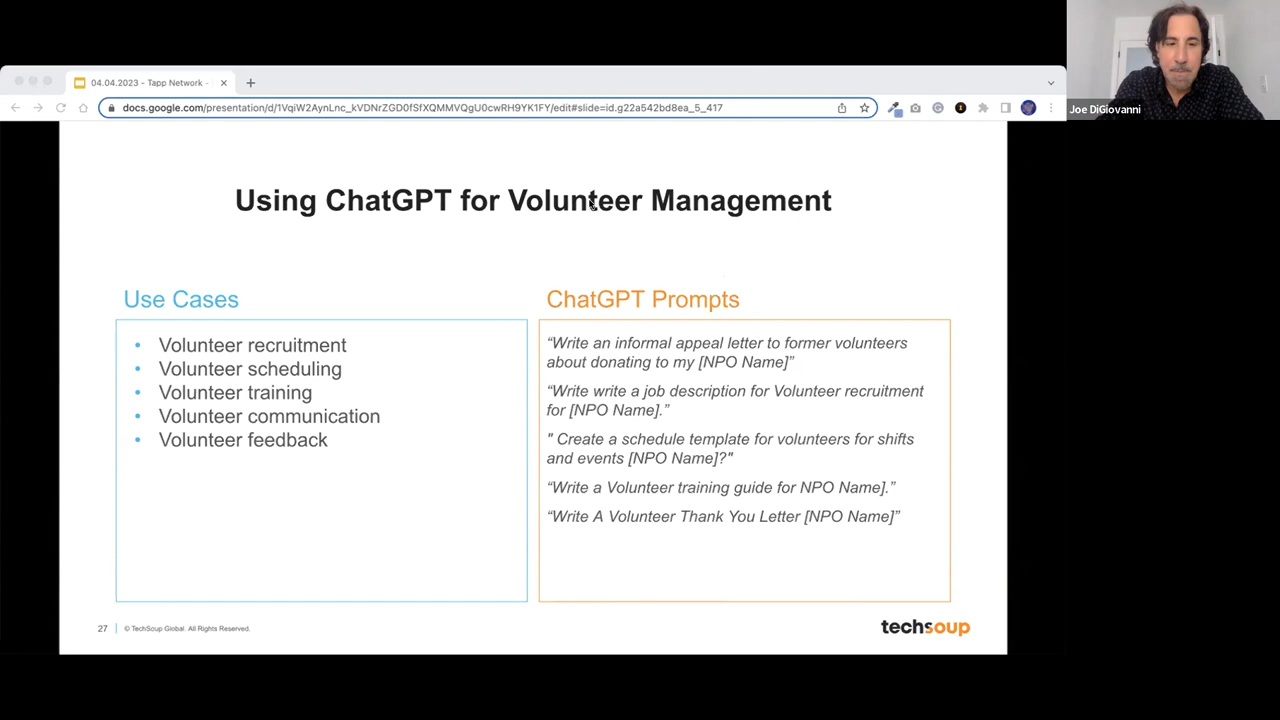 04.04.2023 - Tapp Network -
docs.google.com/presentation/d/1VqiW2AynLnc_kVDNrZGD0fSfXQMMVQgU0cwRH9YK1FY/edit#slide=id.g22a542bd8ea_5_417
Joe DiGiovanni
Using ChatGPT for Volunteer Management
Use Cases
• Volunteer recruitment
• Volunteer scheduling
• Volunteer training
• Volunteer communication
• Volunteer feedback
ChatGPT Prompts
“Write an informal appeal letter to former volunteers
about donating to my [NPO Name]”
“Write write a job description for Volunteer recruitment
for [NPO Name].”
" Create a schedule template for volunteers for shifts
and events [NPO Name]?"
“Write a Volunteer training guide for NPO Name].”
“Write A Volunteer Thank You Letter [NPO Name]”
27
© TechSoup Global. All Rights Reserved.
techsoup